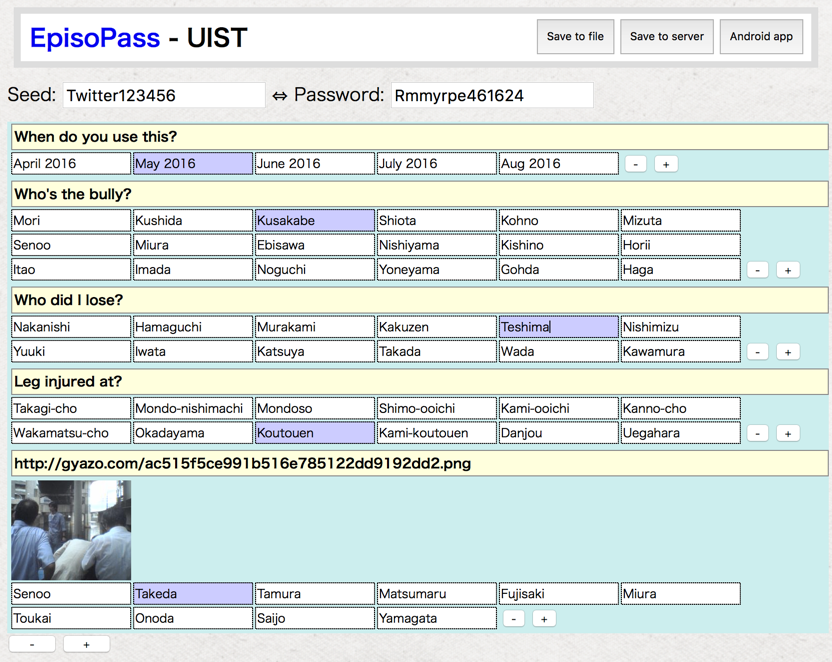 EpisoPass - UIST
Save to file Save to server Android app
Seed: Twitter123456 ⇔ Password: Rmmyrpe461624
When do you use this?
April 2016 May 2016 June 2016 July 2016 Aug 2016 - +
Who's the bully?
Mori Kushida Kusakabe Shiota Kohno Mizuta
Senoo Miura Ebisawa Nishiyama Kishino Horii
Itao Imada Noguchi Yoneyama Gohda Haga - +
Who did I lose?
Nakanishi Hamaguchi Murakami Kakuzen Teshima Nishimizu
Yuuki Iwata Katsuya Takada Wada Kawamura - +
Leg injured at?
Takagi-cho Mondo-nishimachi Mondoso Shimo-ooichi Kami-ooichi Kanno-cho
Wakamatsu-cho Okadayama Koutouen Kami-koutouen Danjou Uegahara - +
http://gyazo.com/ac515f5ce991b516e785122dd9192dd2.png
Senoo Takeda Tamura Matsumaru Fujisaki Miura
Toukai Onoda Saijo Yamagata - +
- +